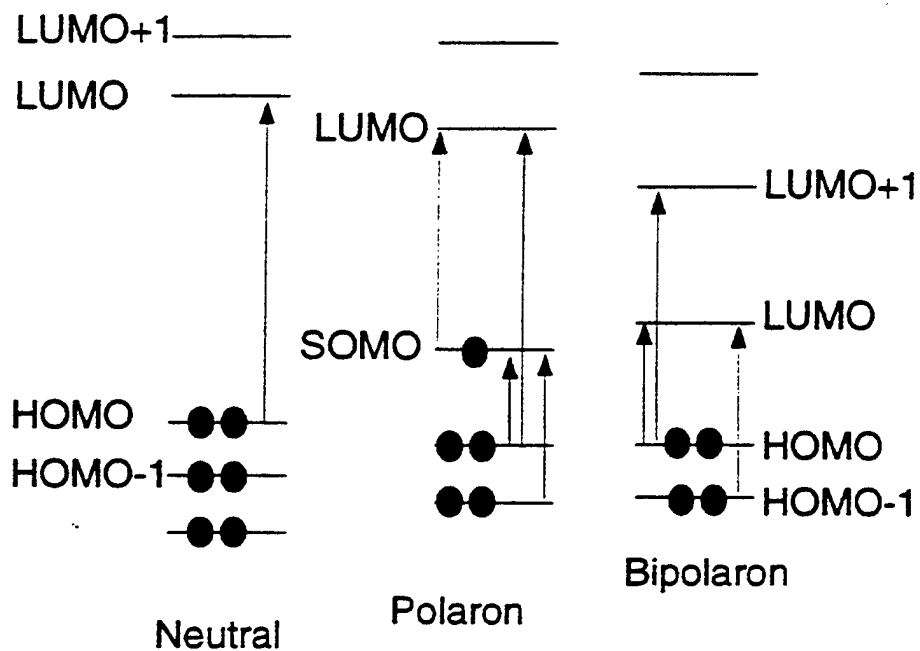 LUMO+1
LUMO
LUMO
LUMO+1
LUMO
SOMO
HOMO
HOMO-1
HOMO
HOMO-1
Bipolaron
Polaron
Neutral